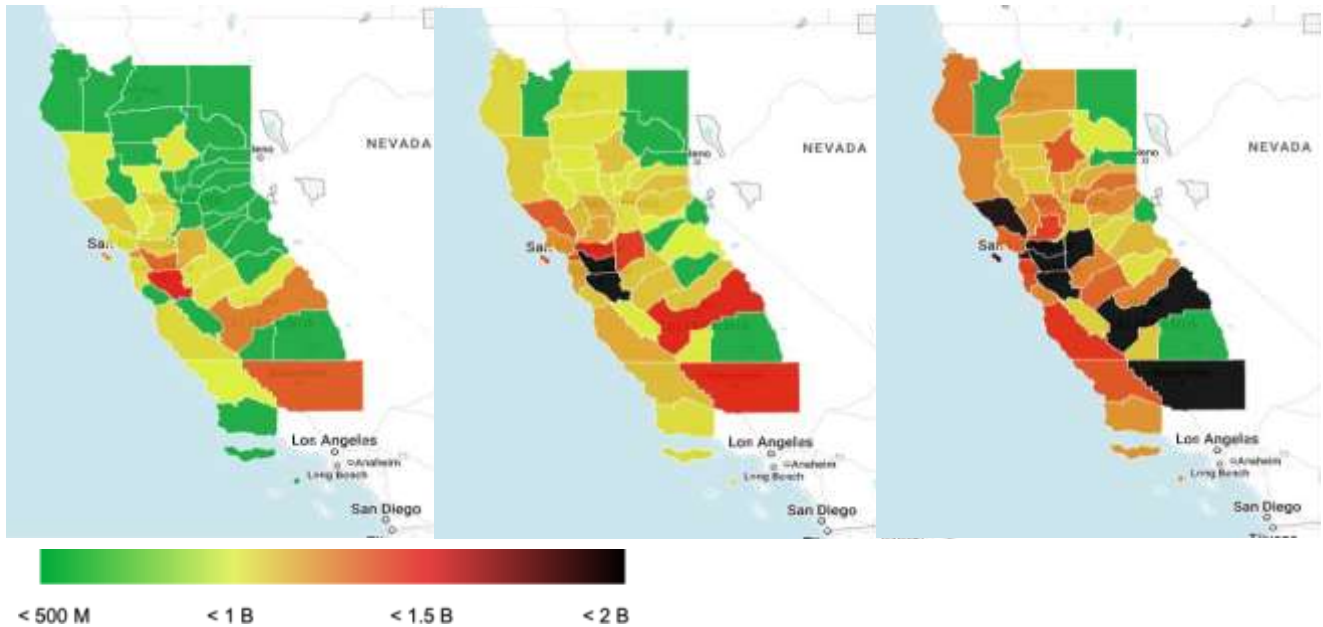 NEVADA
San
Los Angeles
Anaheim
Long Beach
San Diego
NEVADA
San
Los Angeles
Anaheim
Long Beach
San Diego
NEVADA
San
Los Angeles
Anaheim
Long Beach
San Diego
< 500 M < 1 B < 1.5 B < 2 B